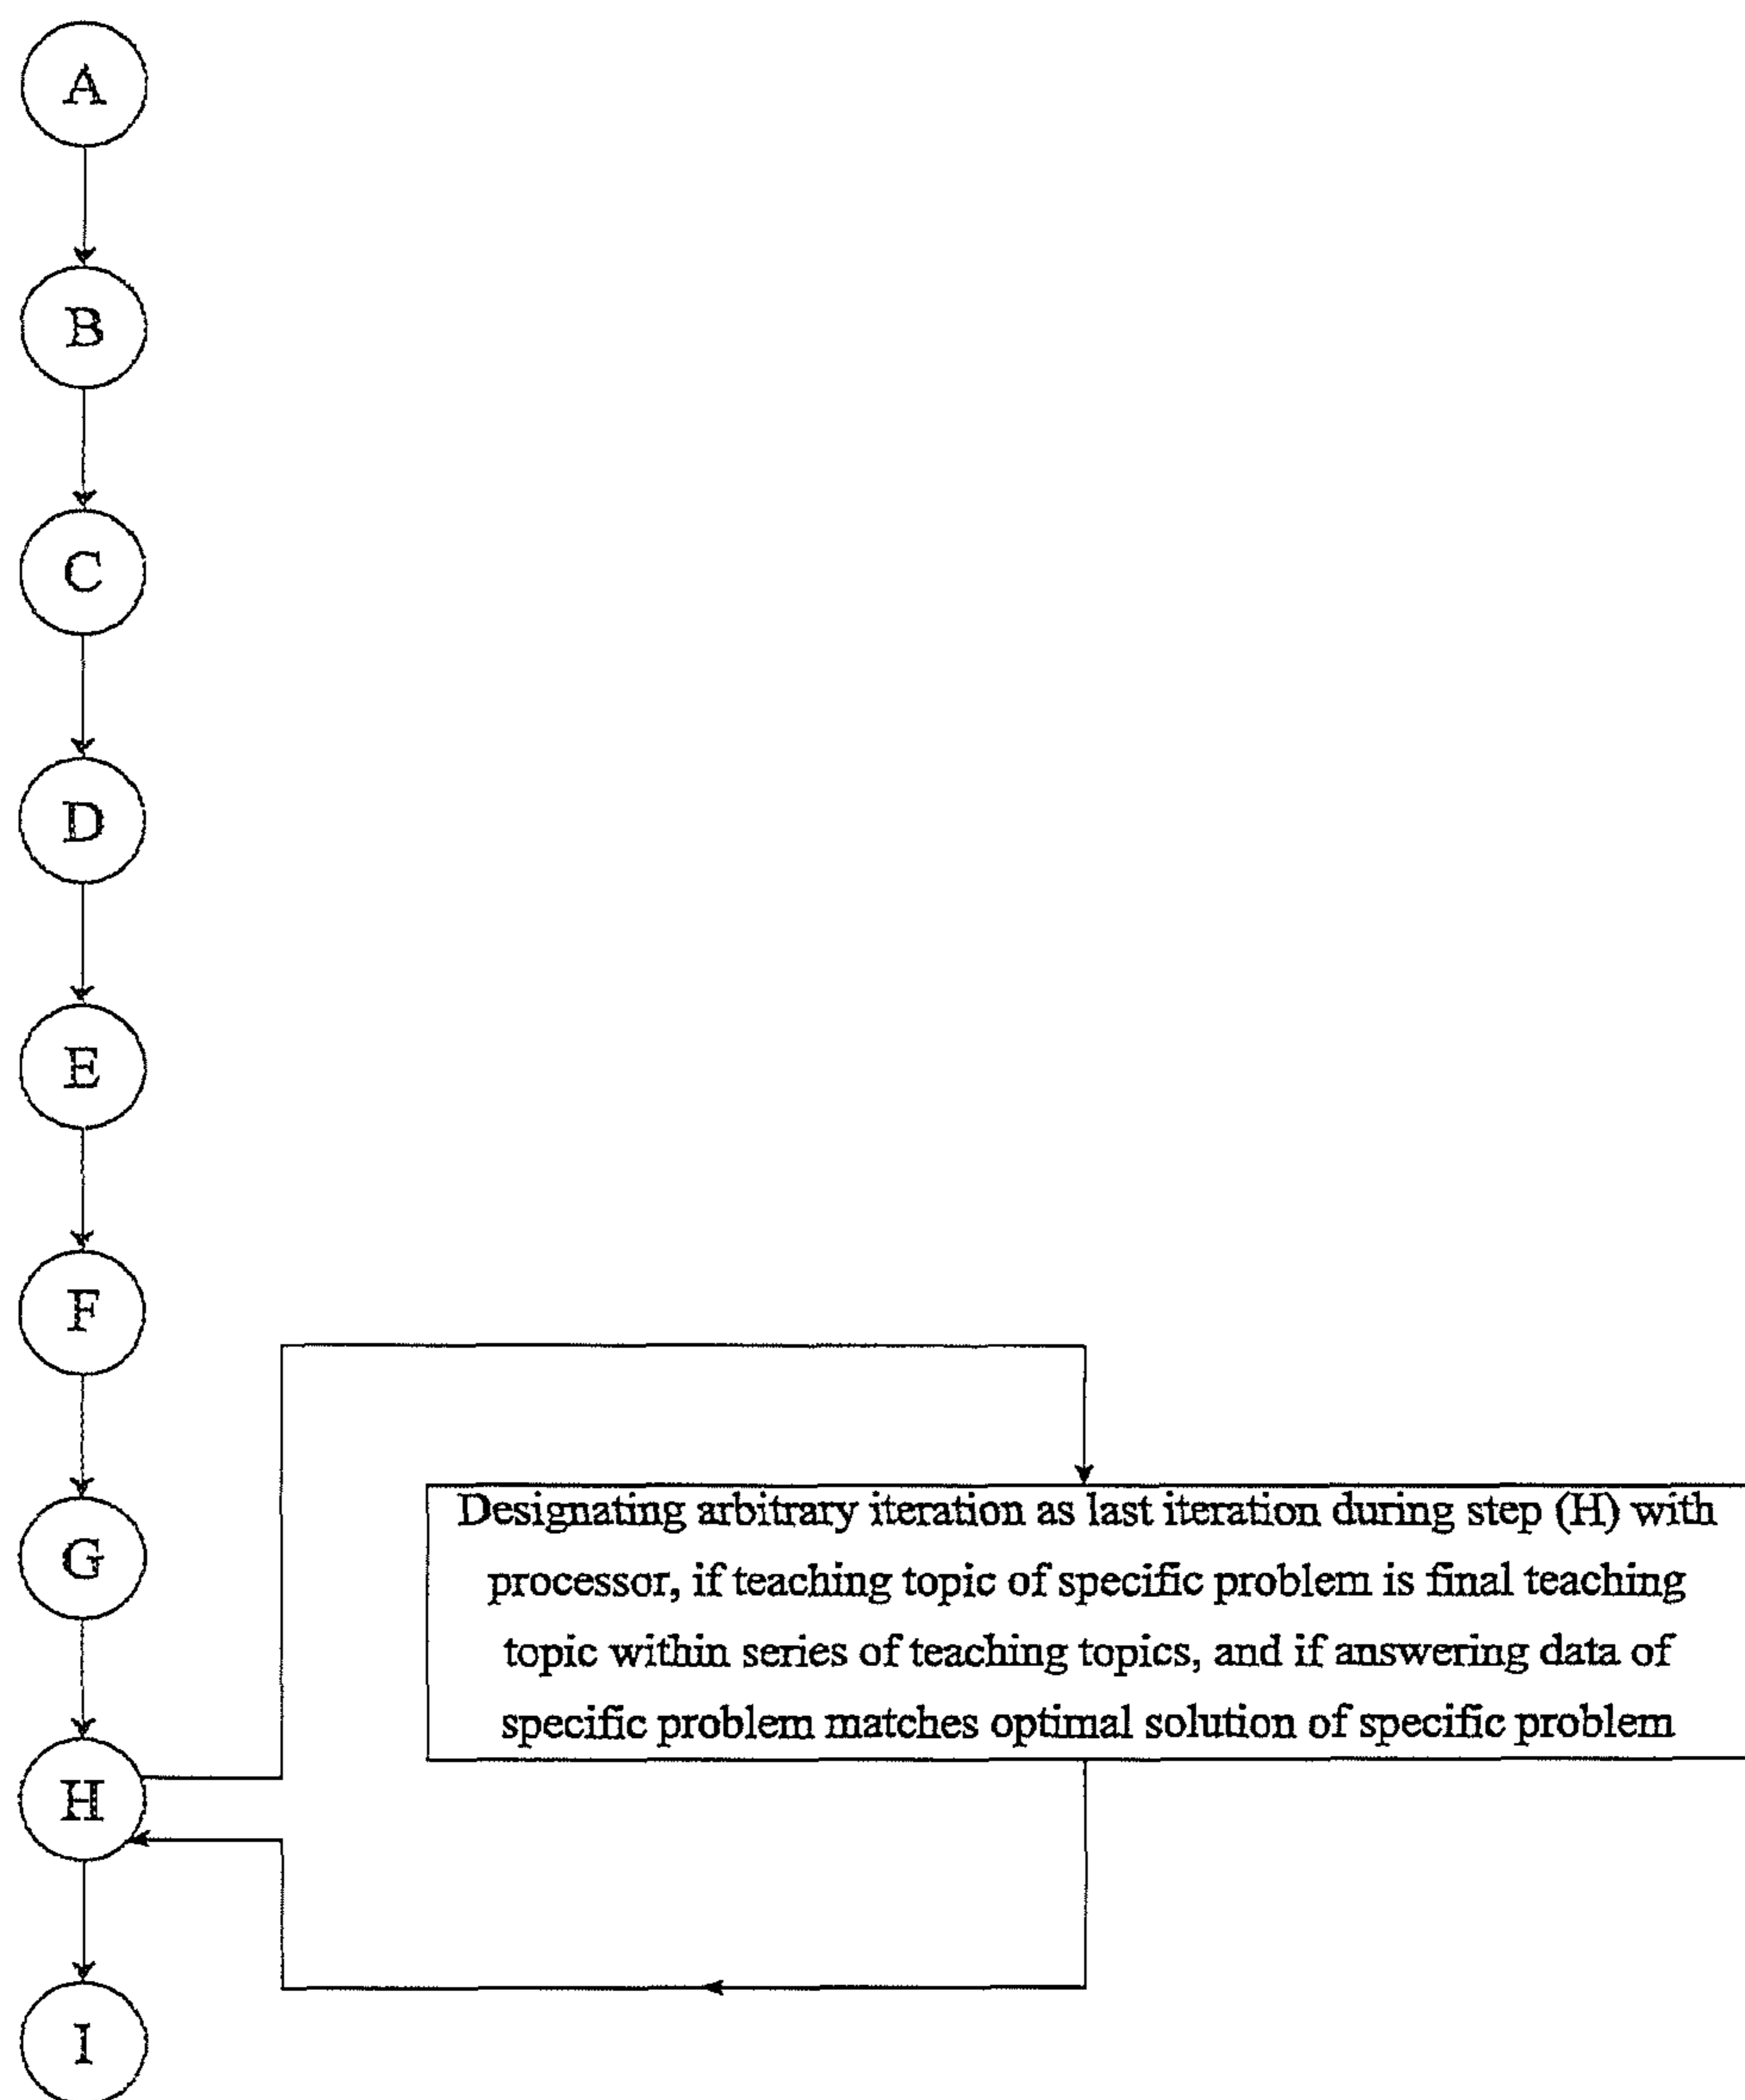 A
B
C
D
E
F
G
Designating arbitrary iteration as last iteration during step (H) with
processor, if teaching topic of specific problem is final teaching
topic within series of teaching topics, and if answering data of
specific problem matches optimal solution of specific problem
H
I